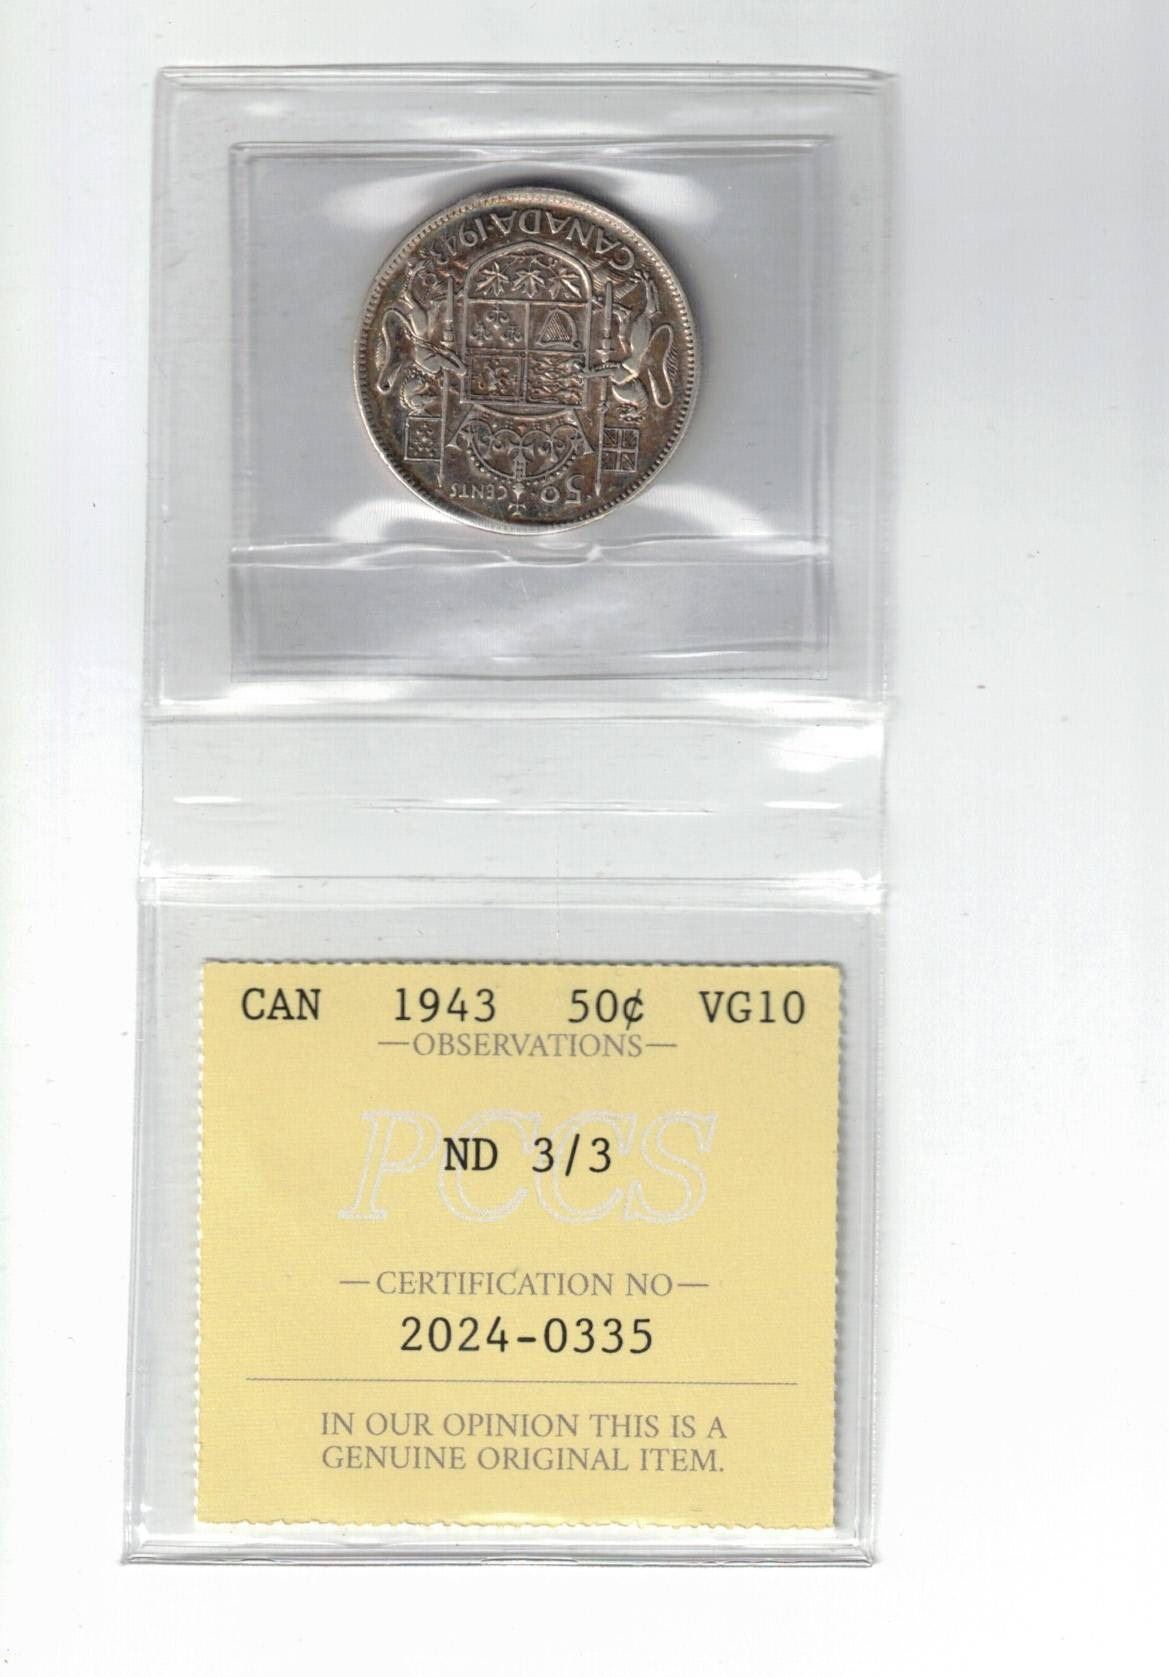 CANADA·1943
50 CENTS
CAN 1943 50¢ VG10
—OBSERVATIONS—
PCCS
ND 3/3
—CERTIFICATION NO—
2024-0335
IN OUR OPINION THIS IS A
GENUINE ORIGINAL ITEM.